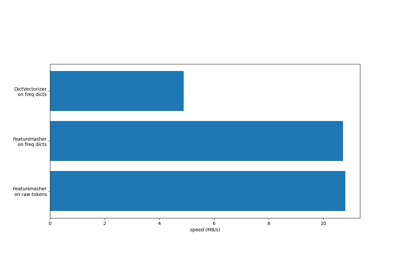 DictVectorizer
on freq dicts
FeatureHasher
on freq dicts
FeatureHasher
on raw tokens
0 2 4 6 8 10
speed (MB/s)